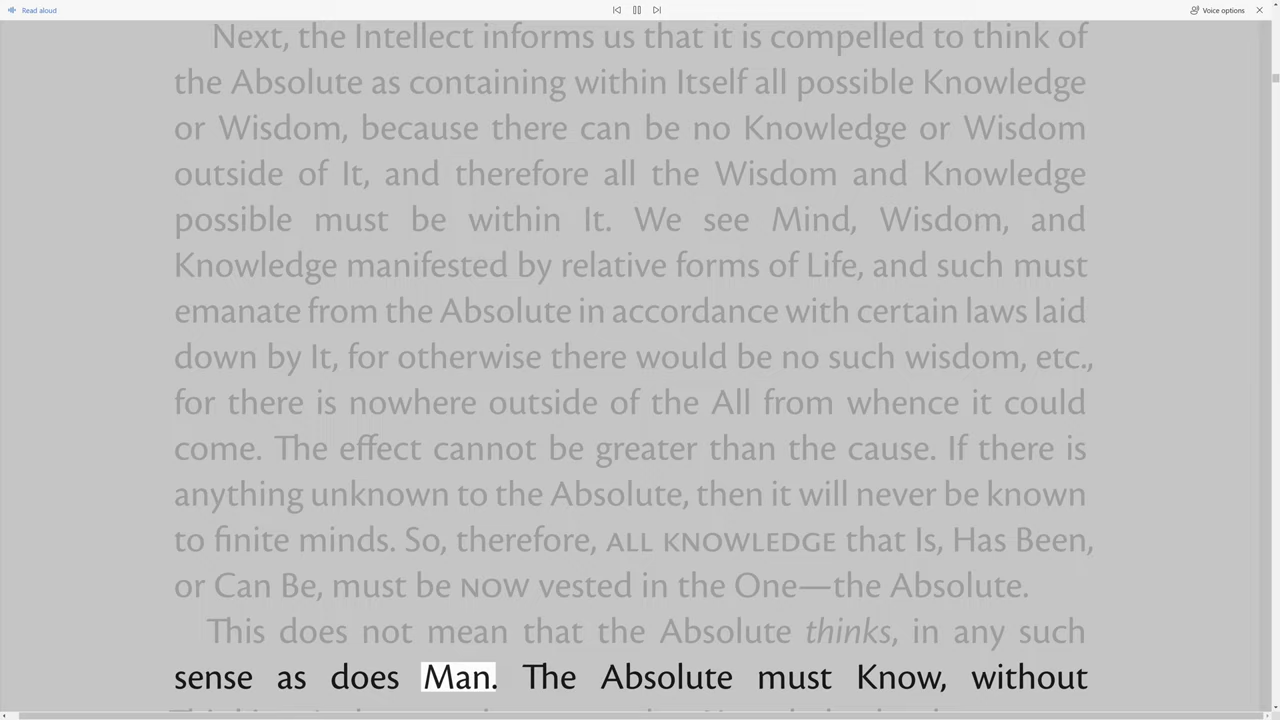 Read aloud
Voice options
Next, the Intellect informs us that it is compelled to think of
the Absolute as containing within Itself all possible Knowledge
or Wisdom, because there can be no Knowledge or Wisdom
outside of It, and therefore all the Wisdom and Knowledge
possible must be within It. We see Mind, Wisdom, and
Knowledge manifested by relative forms of Life, and such must
emanate from the Absolute in accordance with certain laws laid
down by It, for otherwise there would be no such wisdom, etc.,
for there is nowhere outside of the All from whence it could
come. The effect cannot be greater than the cause. If there is
anything unknown to the Absolute, then it will never be known
to finite minds. So, therefore, ALL KNOWLEDGE that Is, Has Been,
or Can Be, must be NOW vested in the One—the Absolute.
This does not mean that the Absolute thinks, in any such
sense as does Man. The Absolute must Know, without